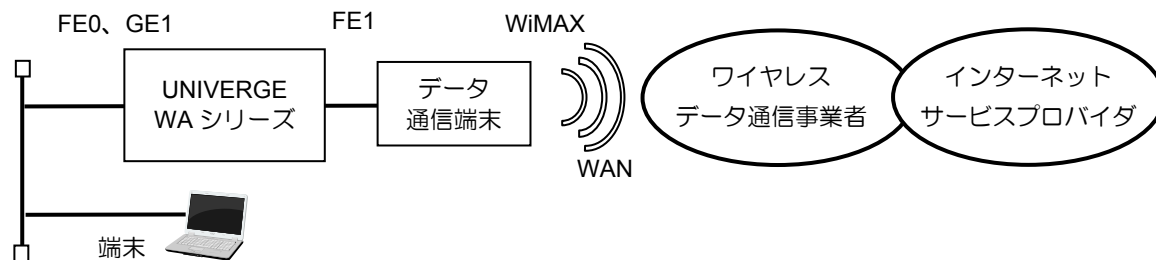 FE0、GE1
FE1
WiMAX
UNIVERGE
WA シリーズ
データ
通信端末
ワイヤレス
データ通信事業者
インターネット
サービスプロバイダ
WAN
端末